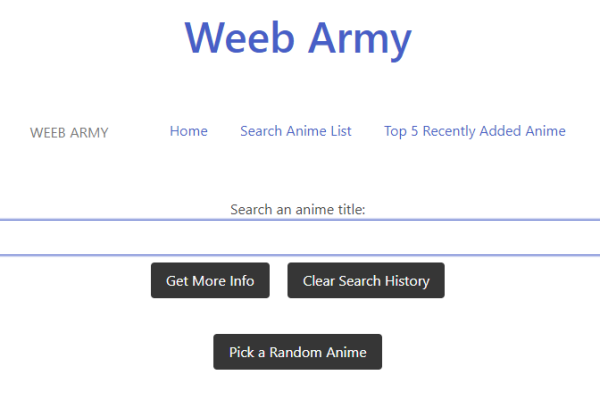 Weeb Army
WEEB ARMY Home Search Anime List Top 5 Recently Added Anime
Search an anime title:
Get More Info Clear Search History
Pick a Random Anime